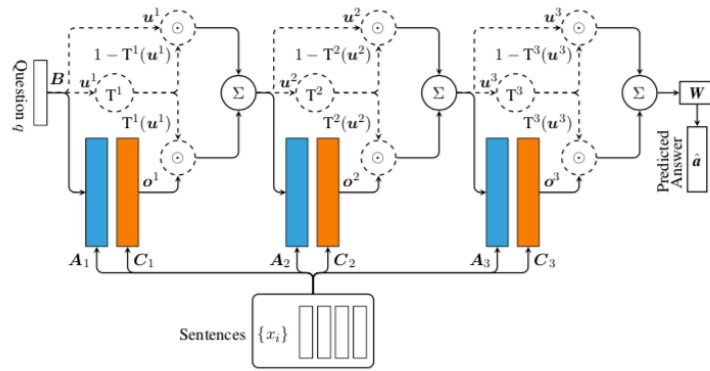 u¹
u²
u³
⊙
⊙
⊙
1 − T¹(u¹)
1 − T²(u²)
1 − T³(u³)
Question q
B
u¹
T¹
Σ
u²
T²
Σ
u³
T³
Σ
W
T¹(u¹)
T²(u²)
T³(u³)
⊙
⊙
⊙
Predicted
Answer
â
o¹
o²
o³
A₁
C₁
A₂
C₂
A₃
C₃
Sentences {xᵢ}